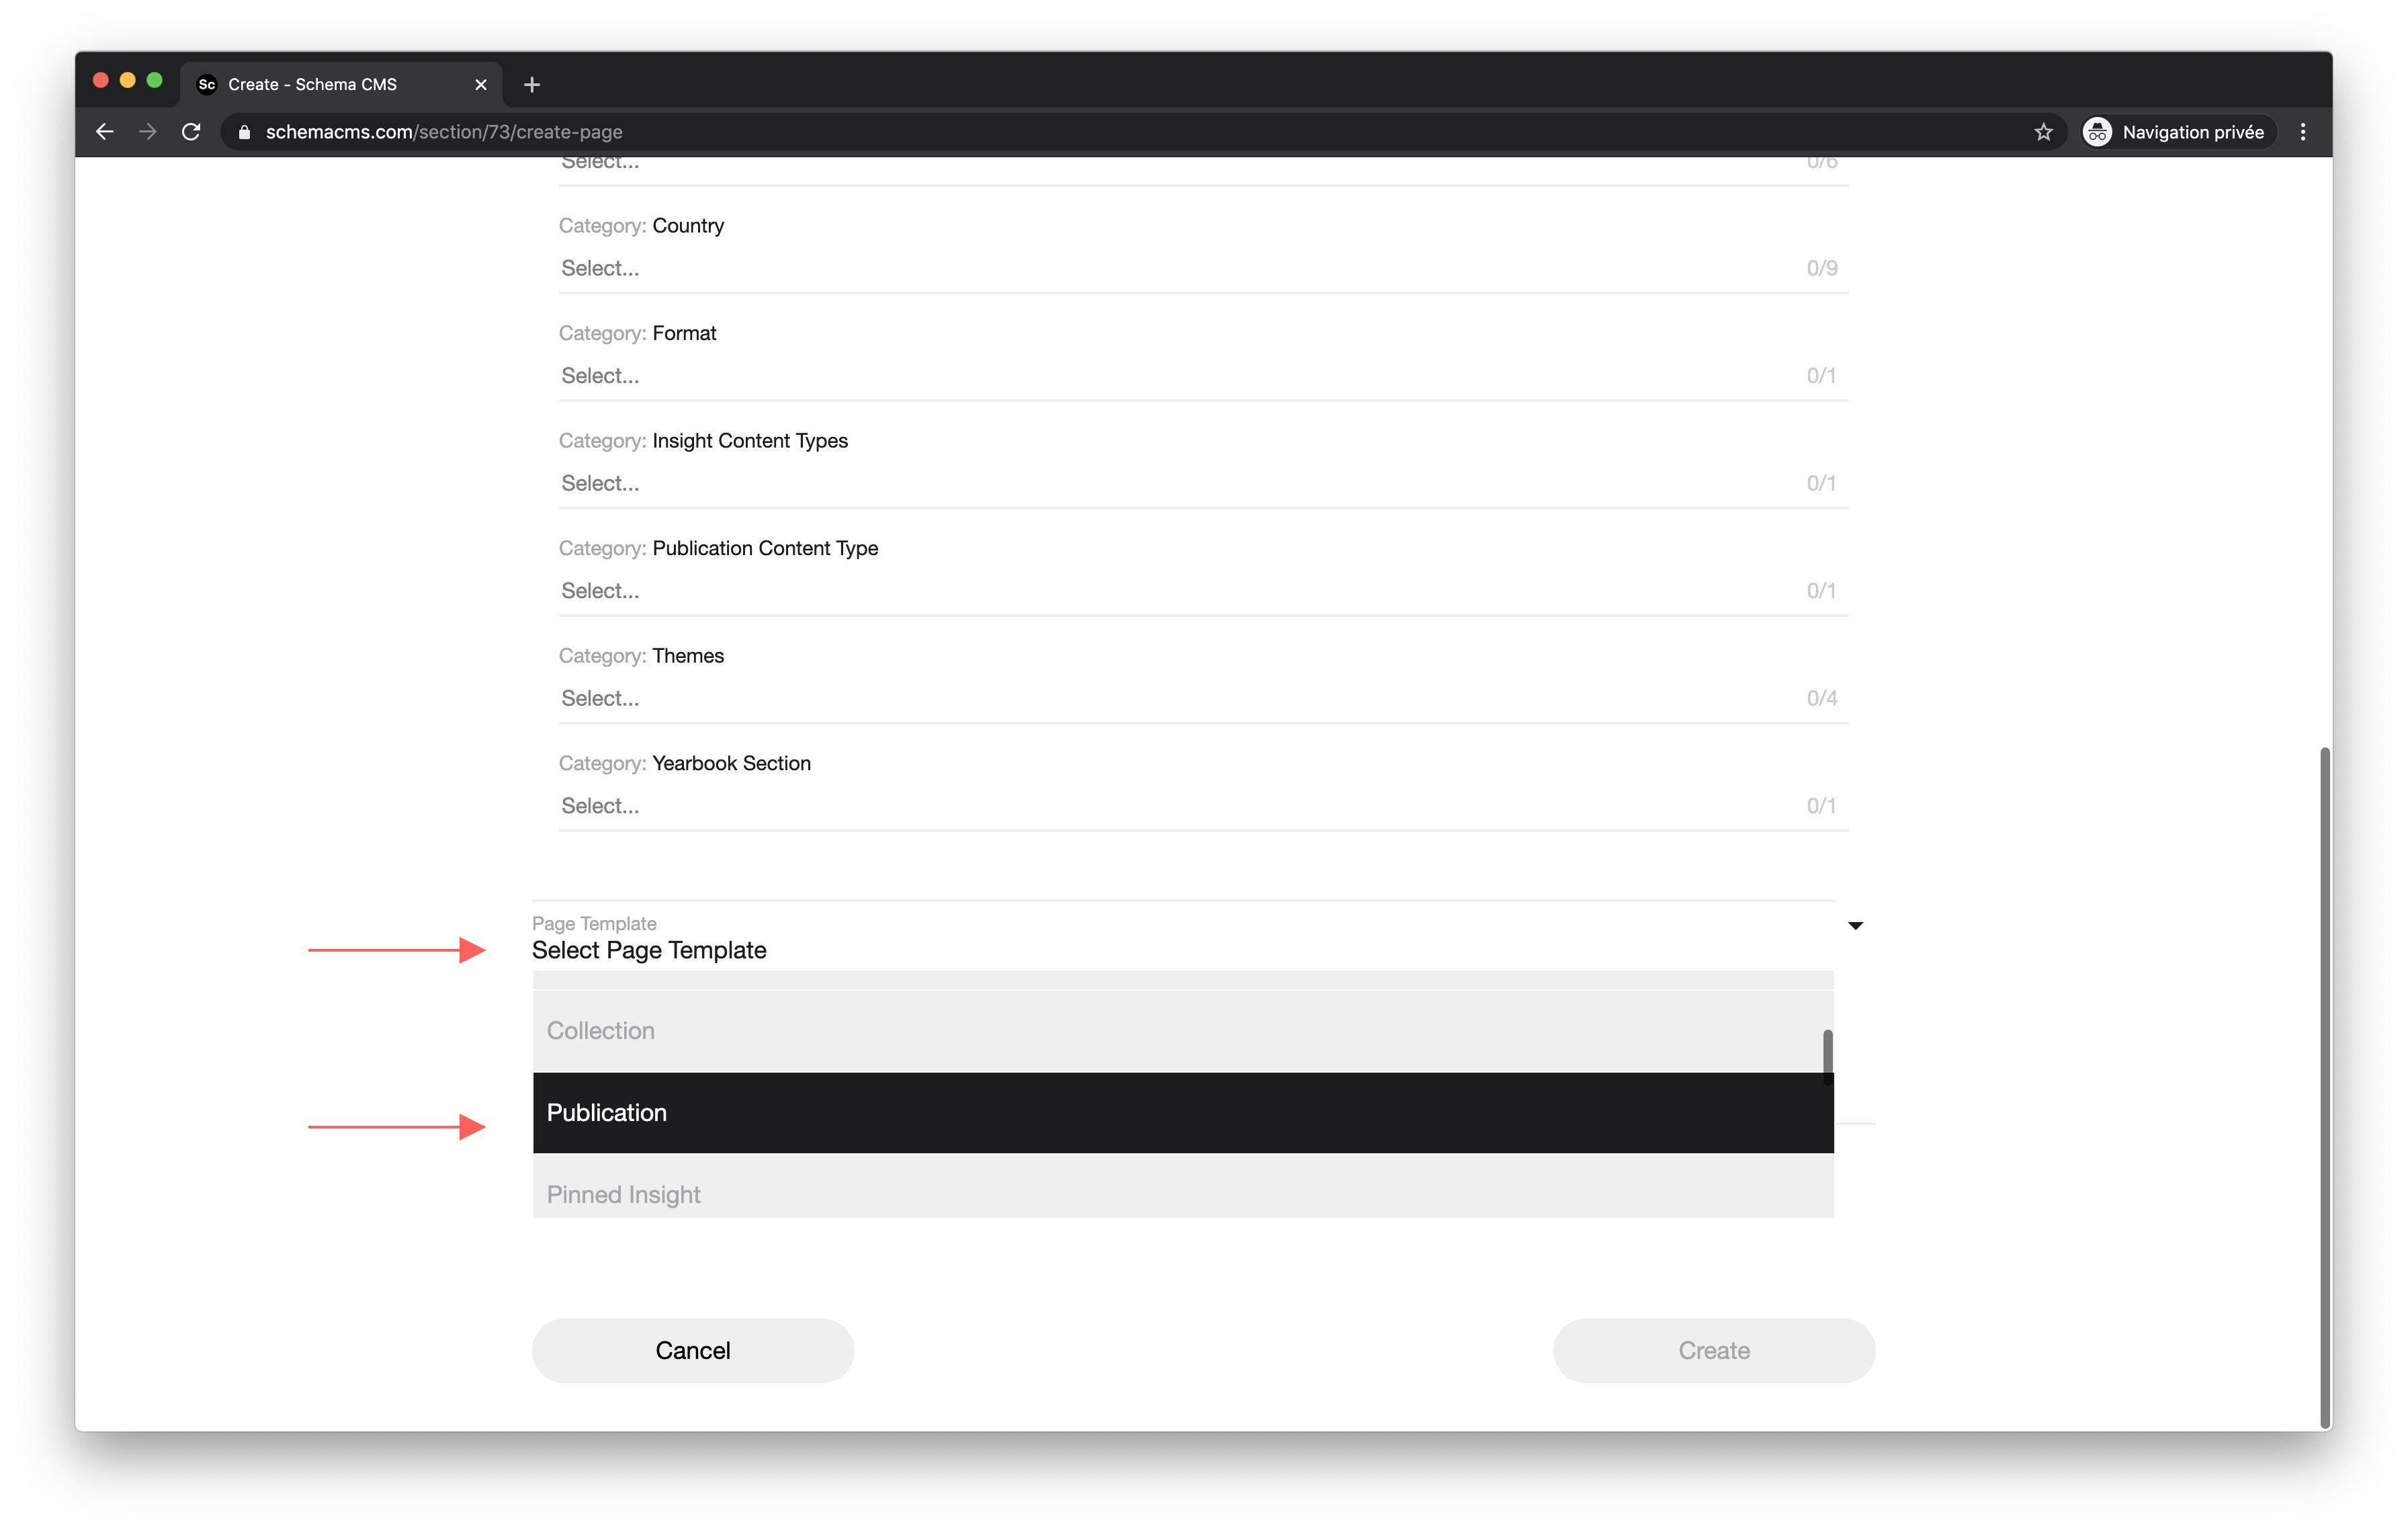 Sc Create - Schema CMS
schemacms.com/section/73/create-page Navigation privée
Select... 0/6
Category: Country
Select... 0/9
Category: Format
Select... 0/1
Category: Insight Content Types
Select... 0/1
Category: Publication Content Type
Select... 0/1
Category: Themes
Select... 0/4
Category: Yearbook Section
Select... 0/1
Page Template
Select Page Template
Collection
Publication
Pinned Insight
Cancel Create